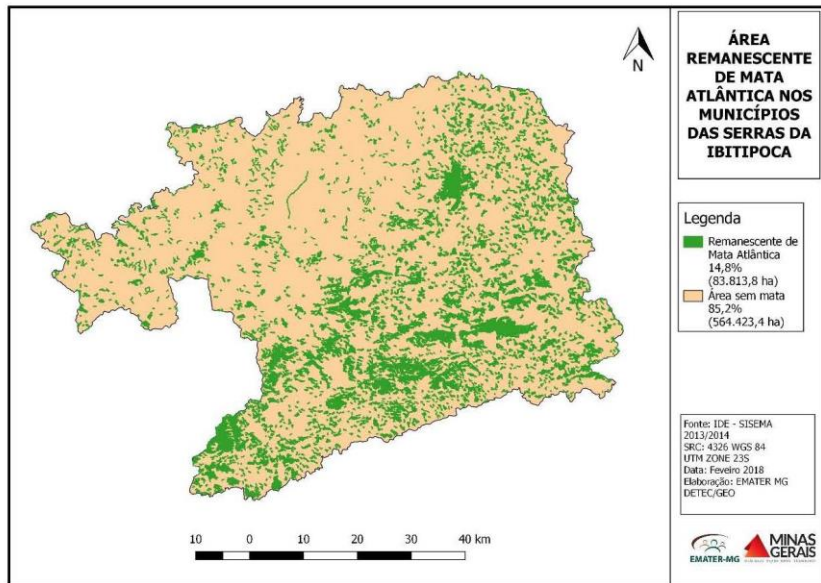 N
ÁREA
REMANESCENTE
DE MATA
ATLÂNTICA NOS
MUNICÍPIOS
DAS SERRAS DA
IBITIPOCA
Legenda
Remanescente de
Mata Atlântica
14,8%
(83.813,8 ha)
Área sem mata
85,2%
(564.423,4 ha)
Fonte: IDE - SISEMA
2013/2014
SRC: 4326 WGS 84
UTM ZONE 23S
Data: Feveiro 2018
Elaboração: EMATER MG
DETEC/GEO
10 0 10 20 30 40 km
EMATER-MG
MINAS
GERAIS